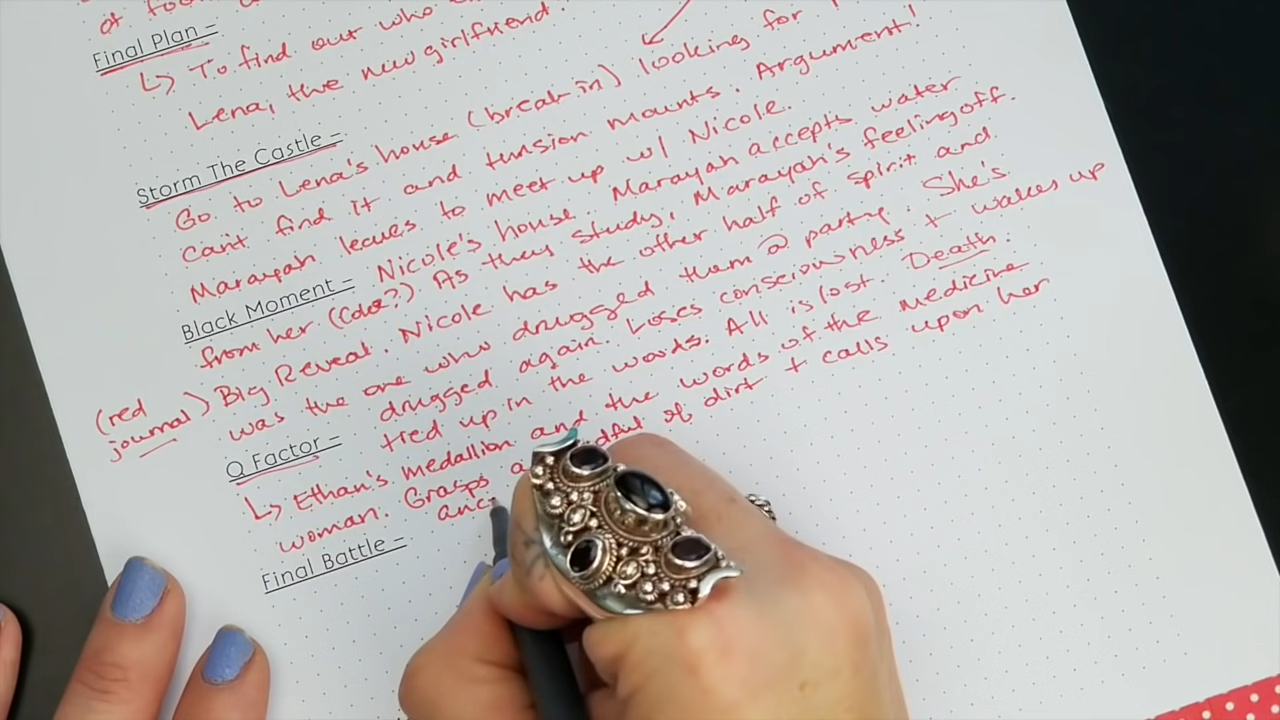 at
Final Plan -
↳ To find out who
Lena, the new girlfriend.
Storm The Castle -
Go to Lena's house (break in) looking for
Can't find it and tension mounts. Argument!
Marayah leaves to meet up w/ Nicole.
Black Moment - Nicole's house. Marayah accepts water
from her (Coke?) As they study, Marayah's feeling off.
(red journal) Big Reveal. Nicole has the other half of spirit and
was the one who drugged them @ party. She's
drugged again. Loses consciousness + wakes up
tied up in the woods. All is lost. Death.
Q Factor -
↳ Ethan's medallion and the words of the medicine
woman. Grasps a of dirt + calls upon her
anci
Final Battle -